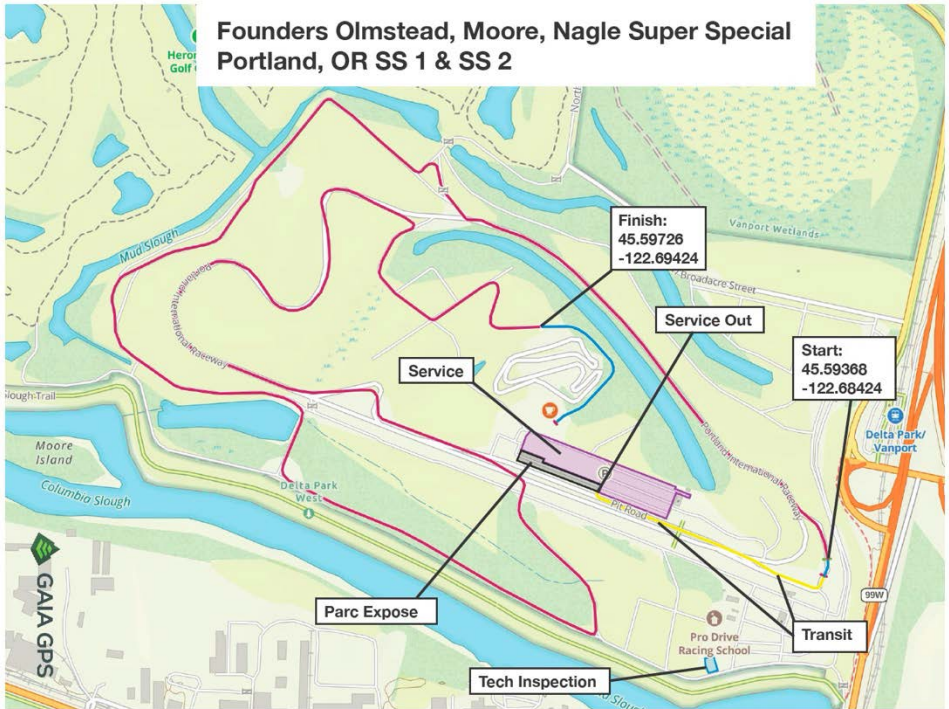 Founders Olmstead, Moore, Nagle Super Special
Portland, OR SS 1 & SS 2
Golf
Mud Slough
Vanport Wetlands
Finish:
45.59726
-122.69424
Broadacre Street
Service Out
Start:
45.59368
-122.68424
Service
Portland International Raceway
Portland International Raceway
Delta Park/
Vanport
Slough Trail
Moore
Island
Columbia Slough
Delta Park
West
P
Pit Road
GAIA GPS
Parc Expose
99W
Pro Drive
Racing School
Transit
Tech Inspection